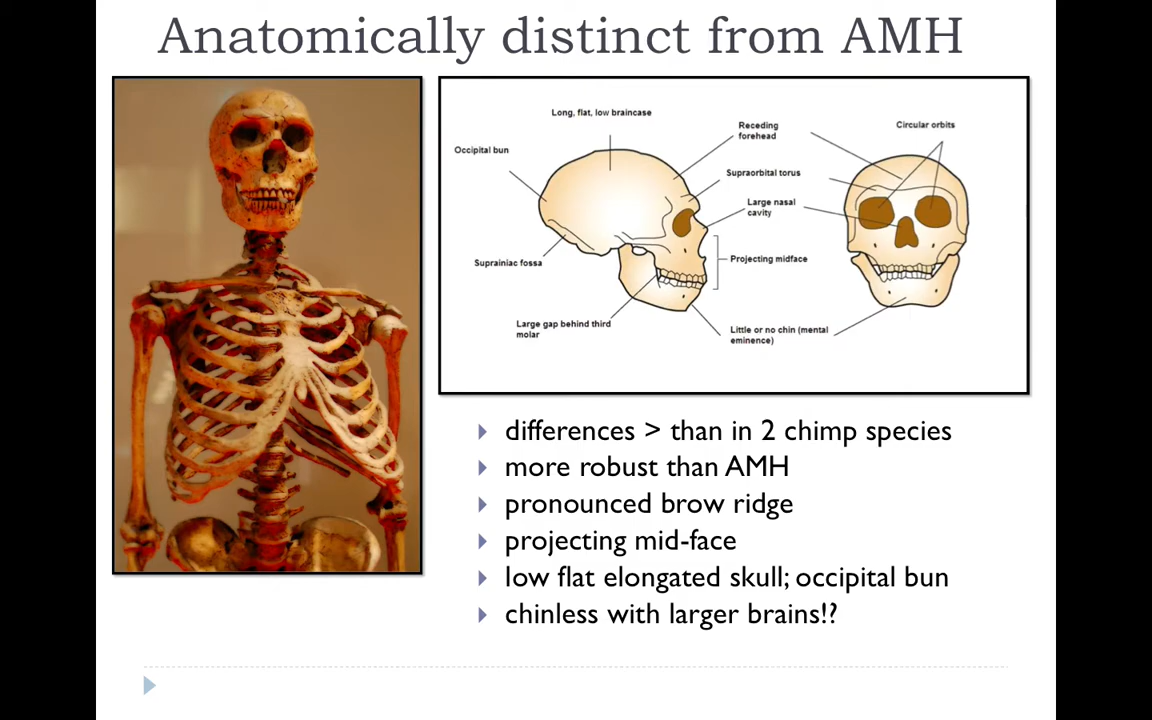 Anatomically distinct from AMH
Long, flat, low braincase
Occipital bun
Receding
forehead
Circular orbits
Supraorbital torus
Large nasal
cavity
Suprainiac fossa
Projecting midface
Large gap behind third
molar
Little or no chin (mental
eminence)
differences > than in 2 chimp species
more robust than AMH
pronounced brow ridge
projecting mid-face
low flat elongated skull; occipital bun
chinless with larger brains!?